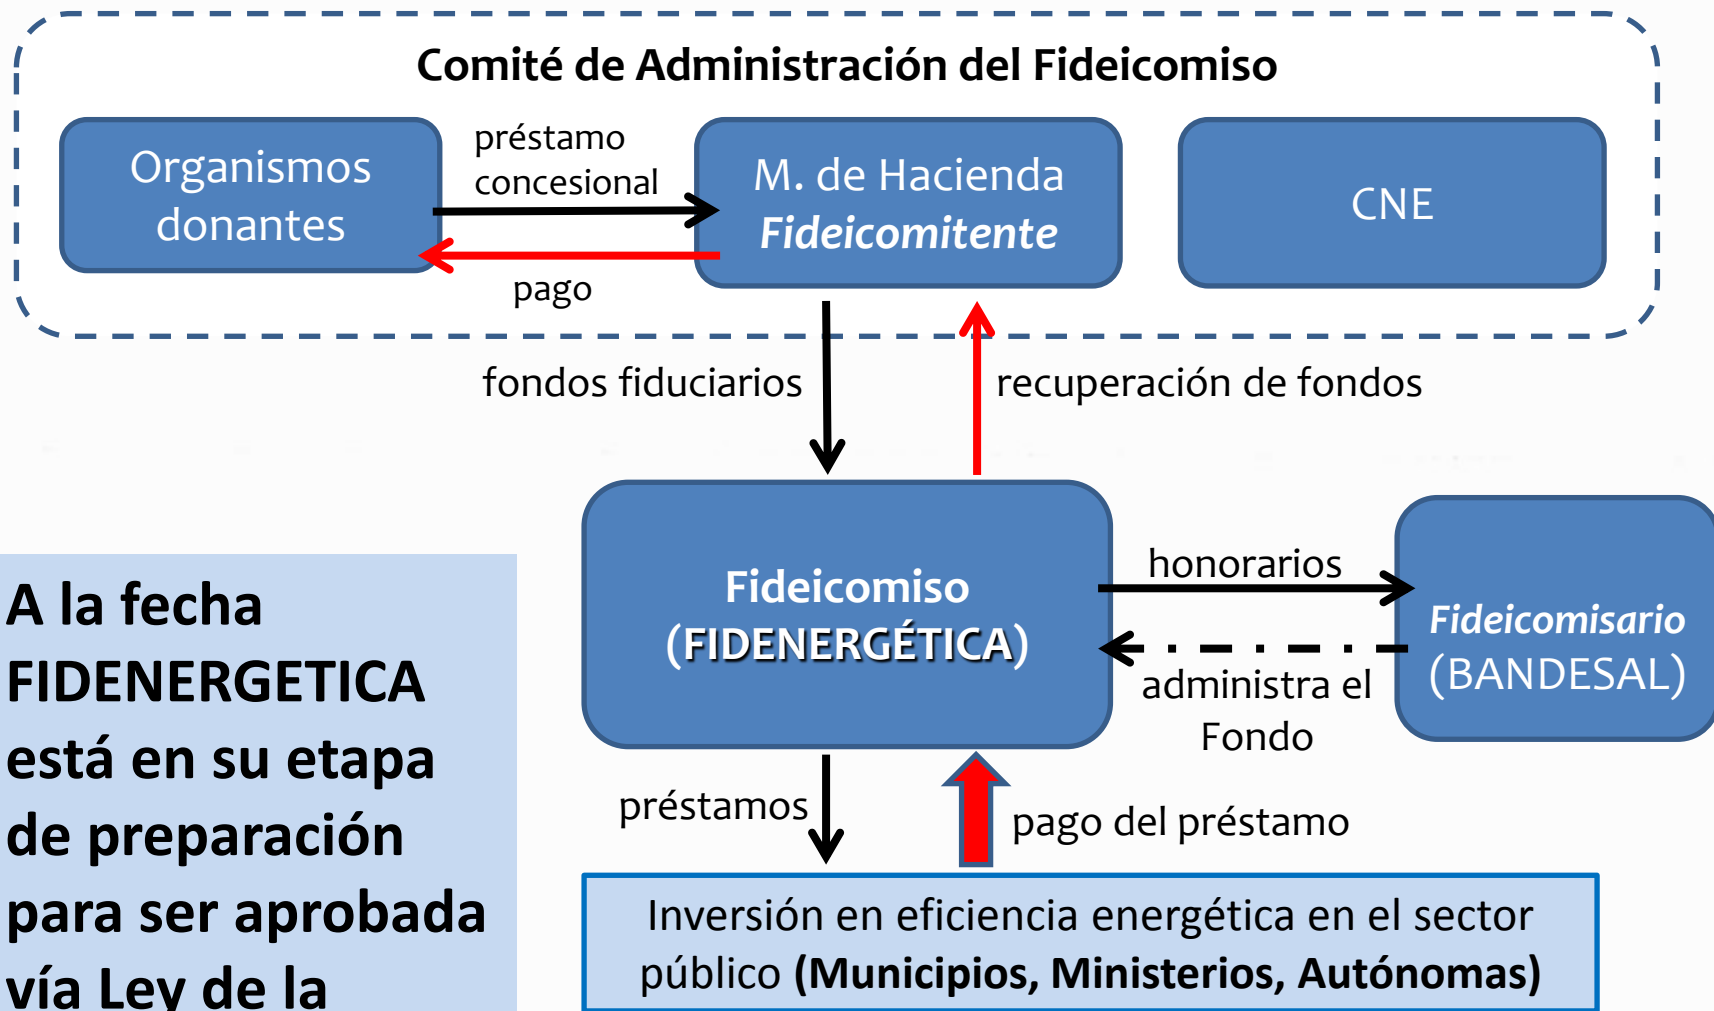 Comité de Administración del Fideicomiso
Organismos
donantes
préstamo
concesional
pago
M. de Hacienda
Fideicomitente
CNE
fondos fiduciarios
recuperación de fondos
Fideicomiso
(FIDENERGÉTICA)
honorarios
administra el
Fondo
Fideicomisario
(BANDESAL)
préstamos
pago del préstamo
Inversión en eficiencia energética en el sector
público (Municipios, Ministerios, Autónomas)
A la fecha
FIDENERGETICA
está en su etapa
de preparación
para ser aprobada
vía Ley de la